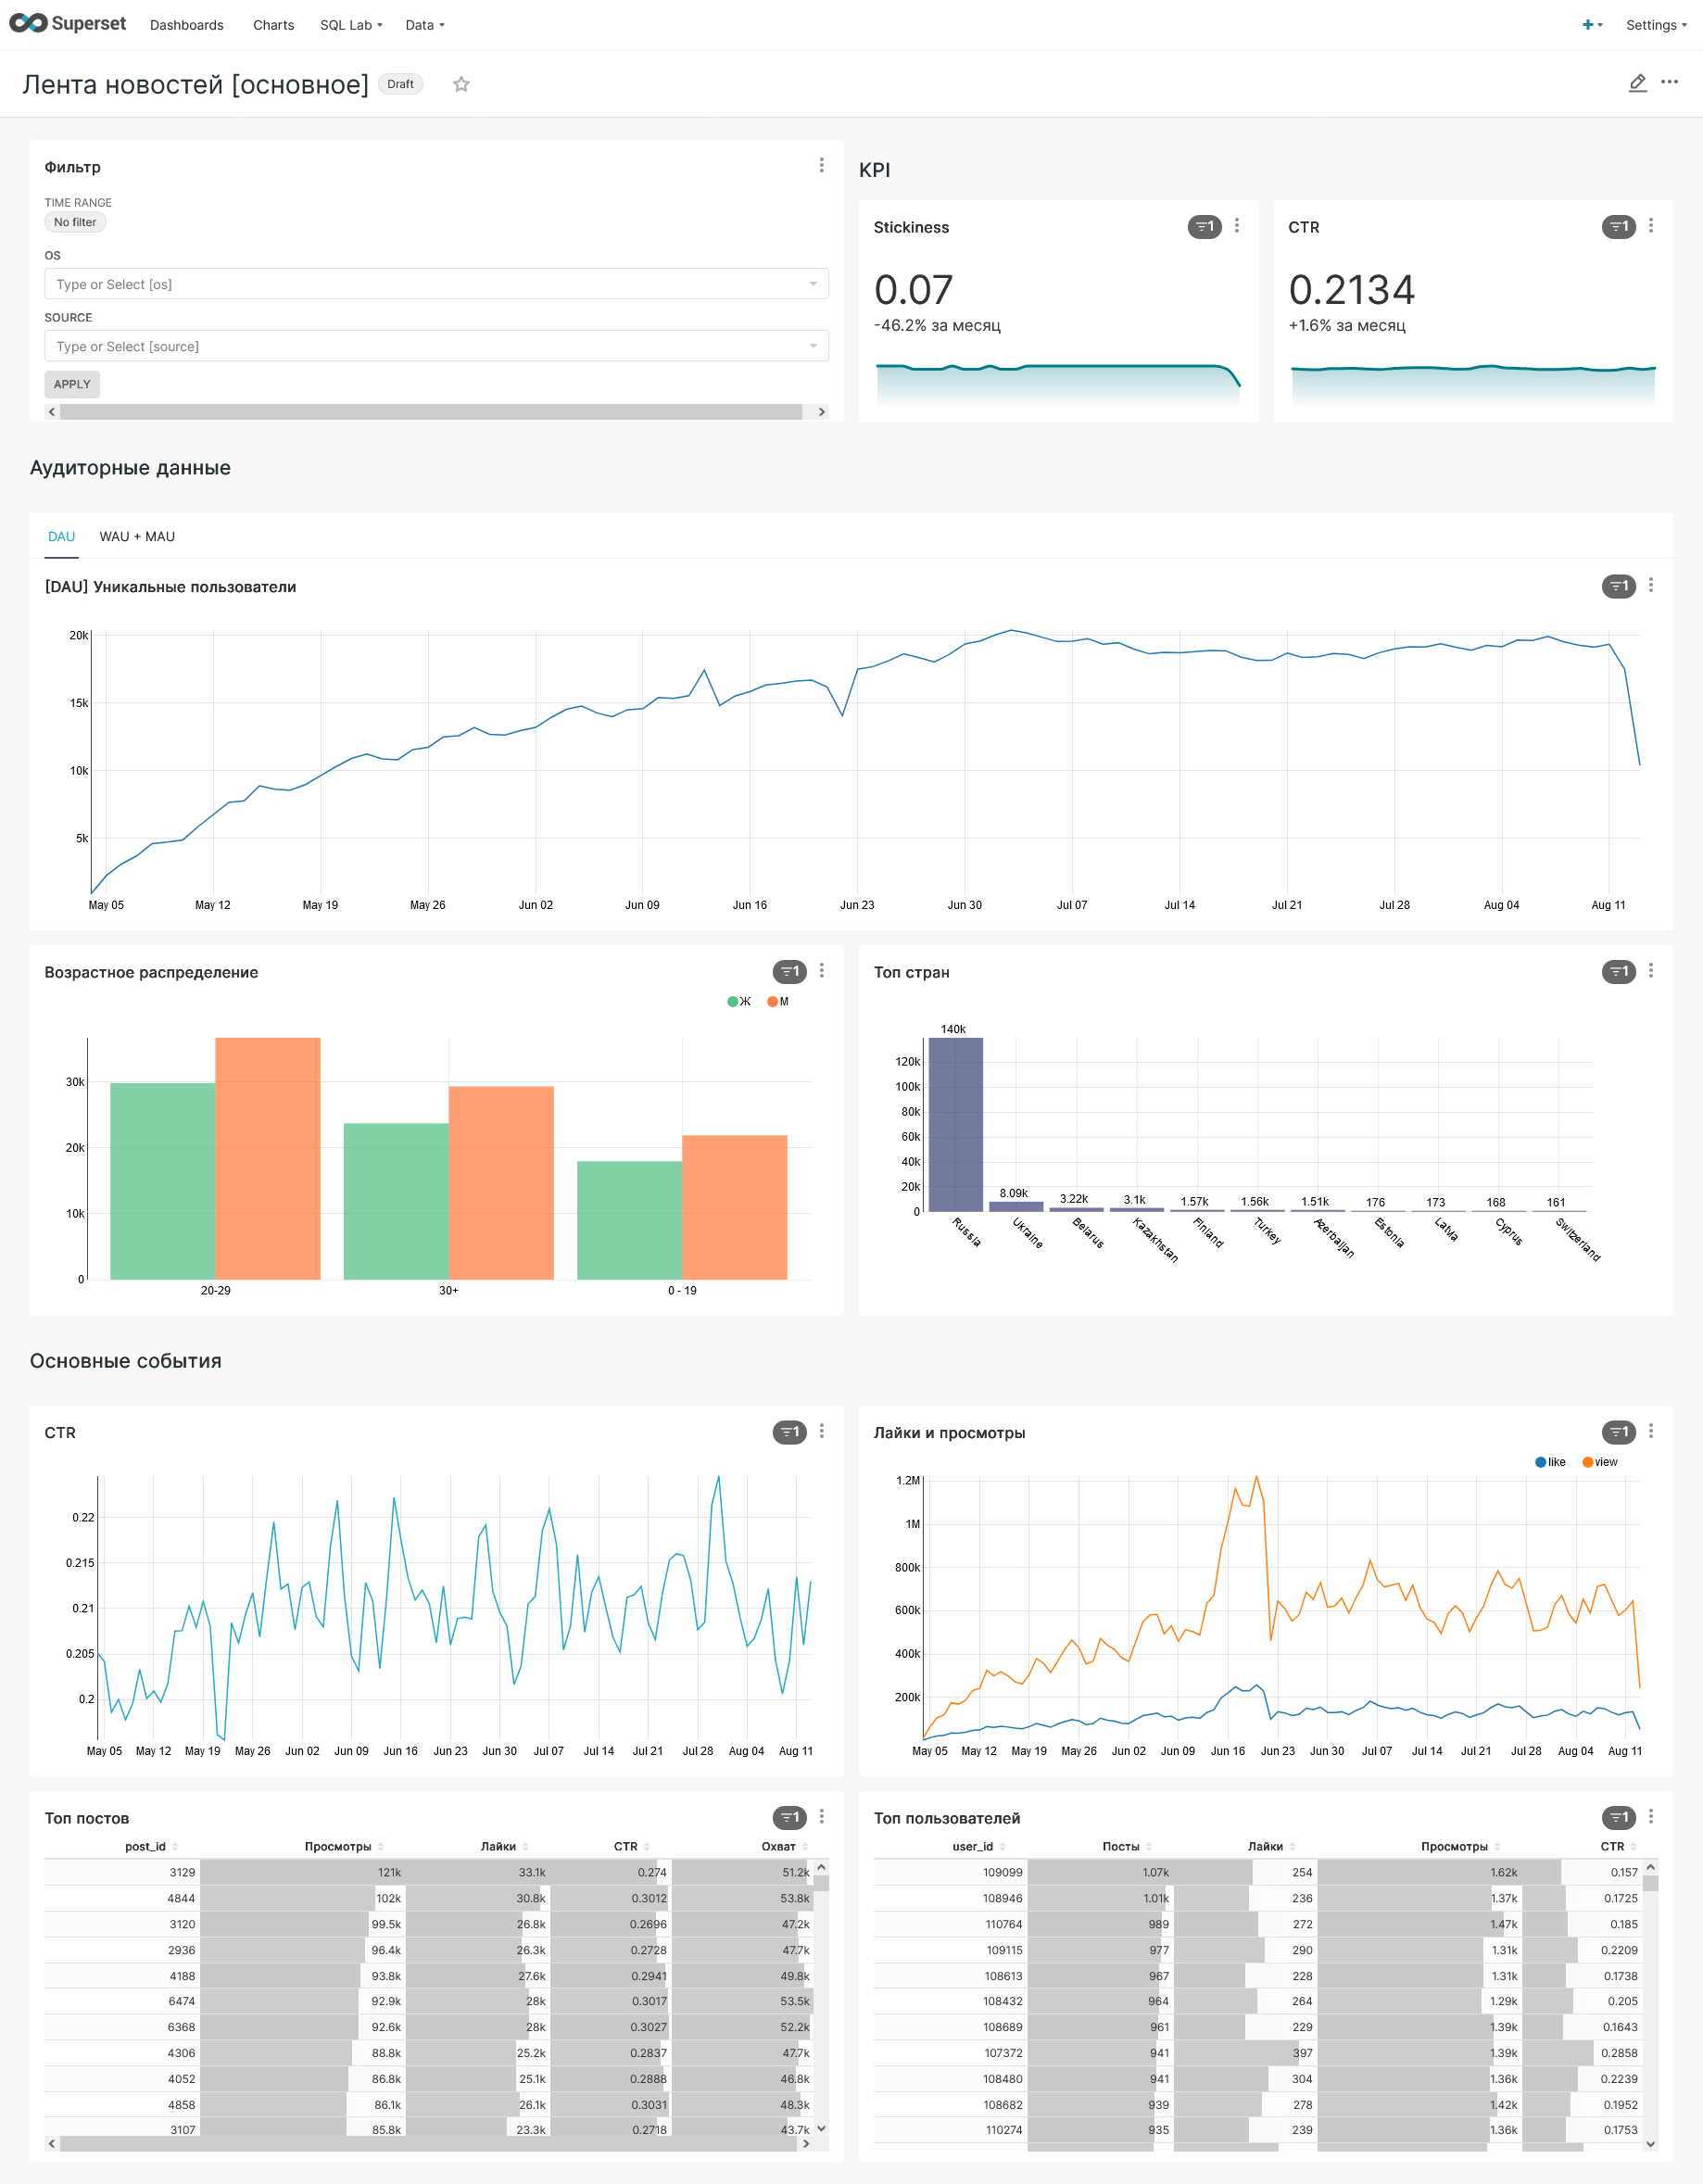 Superset Dashboards Charts SQL Lab Data + Settings
Лента новостей [основное] Draft
Фильтр
TIME RANGE
No filter
OS
Type or Select [os]
SOURCE
Type or Select [source]
APPLY
KPI
Stickiness 1
0.07
-46.2% за месяц
CTR 1
0.2134
+1.6% за месяц
Аудиторные данные
DAU WAU + MAU
[DAU] Уникальные пользователи 1
20k
15k
10k
5k
May 05 May 12 May 19 May 26 Jun 02 Jun 09 Jun 16 Jun 23 Jun 30 Jul 07 Jul 14 Jul 21 Jul 28 Aug 04 Aug 11
Возрастное распределение 1
Ж М
30k
20k
10k
0
20-29 30+ 0 - 19
Топ стран 1
140k
120k
100k
80k
60k
40k
20k
0
8.09k 3.22k 3.1k 1.57k 1.56k 1.51k 176 173 168 161
Russia Ukraine Belarus Kazakhstan Finland Turkey Azerbaijan Estonia Latvia Cyprus Switzerland
Основные события
CTR 1
0.22
0.215
0.21
0.205
0.2
May 05 May 12 May 19 May 26 Jun 02 Jun 09 Jun 16 Jun 23 Jun 30 Jul 07 Jul 14 Jul 21 Jul 28 Aug 04 Aug 11
Лайки и просмотры 1
like view
1.2M
1M
800k
600k
400k
200k
May 05 May 12 May 19 May 26 Jun 02 Jun 09 Jun 16 Jun 23 Jun 30 Jul 07 Jul 14 Jul 21 Jul 28 Aug 04 Aug 11
Топ постов 1
post_id Просмотры Лайки CTR Охват
3129 121k 33.1k 0.274 51.2k
4844 102k 30.8k 0.3012 53.8k
3120 99.5k 26.8k 0.2696 47.2k
2936 96.4k 26.3k 0.2728 47.7k
4188 93.8k 27.6k 0.2941 49.8k
6474 92.9k 28k 0.3017 53.5k
6368 92.6k 28k 0.3027 52.2k
4306 88.8k 25.2k 0.2837 47.7k
4052 86.8k 25.1k 0.2888 46.8k
4858 86.1k 26.1k 0.3031 48.3k
3107 85.8k 23.3k 0.2718 43.7k
Топ пользователей 1
user_id Посты Лайки Просмотры CTR
109099 1.07k 254 1.62k 0.157
108946 1.01k 236 1.37k 0.1725
110764 989 272 1.47k 0.185
109115 977 290 1.31k 0.2209
108613 967 228 1.31k 0.1738
108432 964 264 1.29k 0.205
108689 961 229 1.39k 0.1643
107372 941 397 1.39k 0.2858
108480 941 304 1.36k 0.2239
108682 939 278 1.42k 0.1952
110274 935 239 1.36k 0.1753